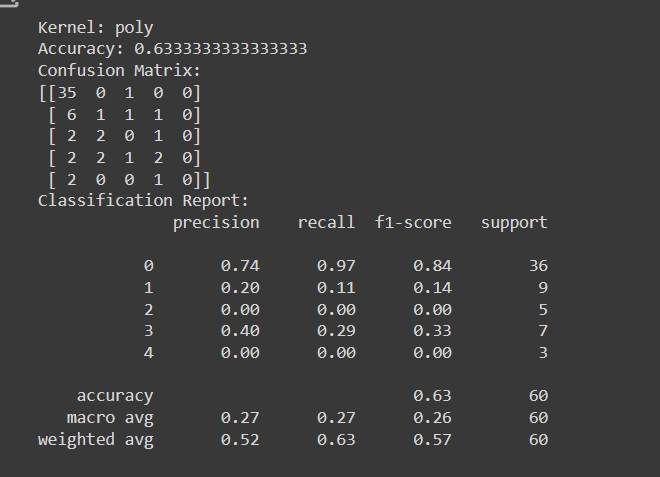 Kernel: poly
Accuracy: 0.6333333333333333
Confusion Matrix:
[[35  0  1  0  0]
 [ 6  1  1  1  0]
 [ 2  2  0  1  0]
 [ 2  2  1  2  0]
 [ 2  0  0  1  0]]
Classification Report:
              precision    recall  f1-score   support

           0       0.74      0.97      0.84        36
           1       0.20      0.11      0.14         9
           2       0.00      0.00      0.00         5
           3       0.40      0.29      0.33         7
           4       0.00      0.00      0.00         3

    accuracy                           0.63        60
   macro avg       0.27      0.27      0.26        60
weighted avg       0.52      0.63      0.57        60